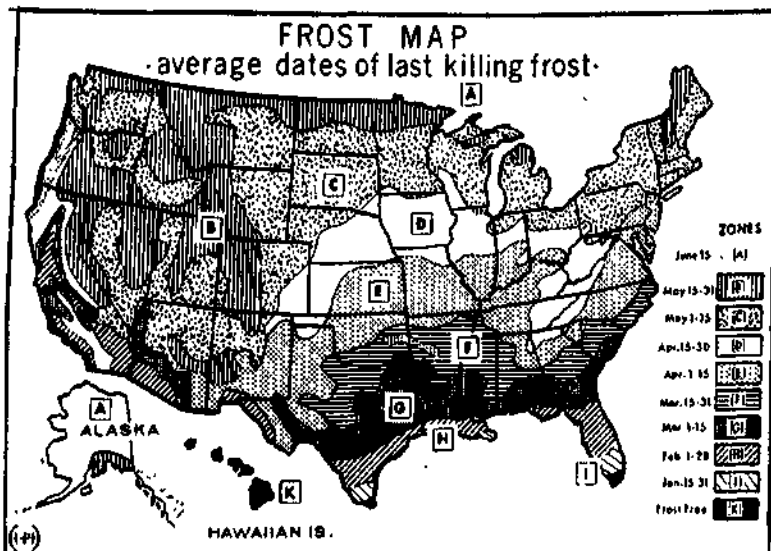 FROST MAP
·average dates of last killing frost·
A
C
B
D
E
F
G
H
I
A
ALASKA
K
HAWAIIAN IS.
ZONES
June 15 (A)
May 15-31 B
May 1-15 C
Apr. 15-30 D
Apr. 1-15 E
Mar. 15-31 F
Mar 1-15 G
Feb 1-28 H
Jan. 15-31 I
Frost Free K